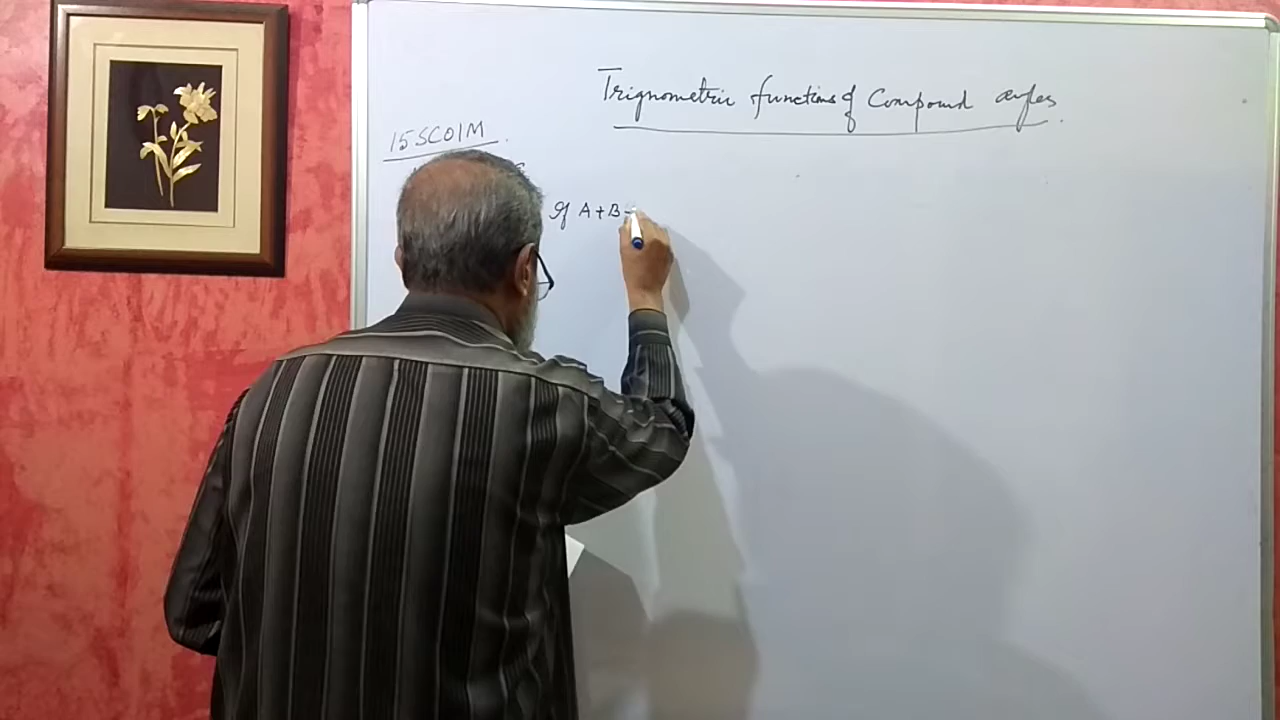 Trignometric functions of Compound angles
15SC01M
If A+B